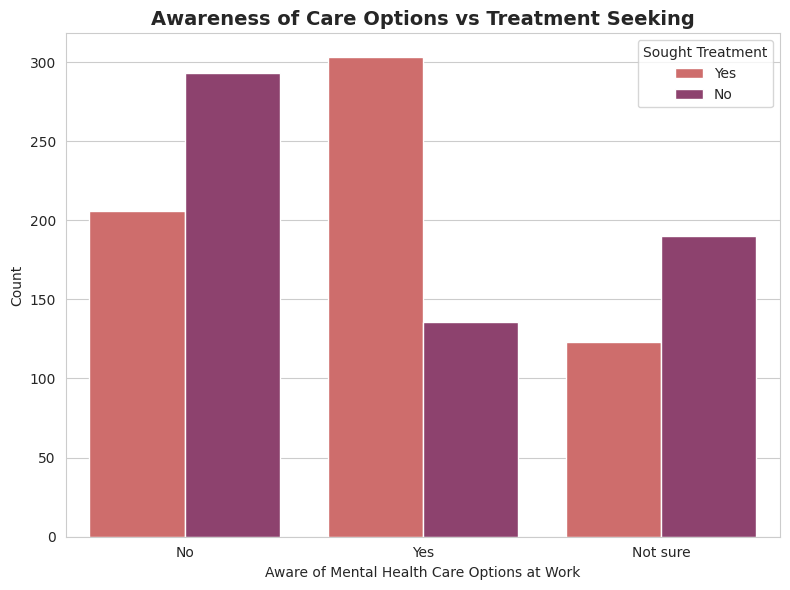 Awareness of Care Options vs Treatment Seeking
Sought Treatment
Yes
No
Count
300
250
200
150
100
50
0
No
Yes
Not sure
Aware of Mental Health Care Options at Work